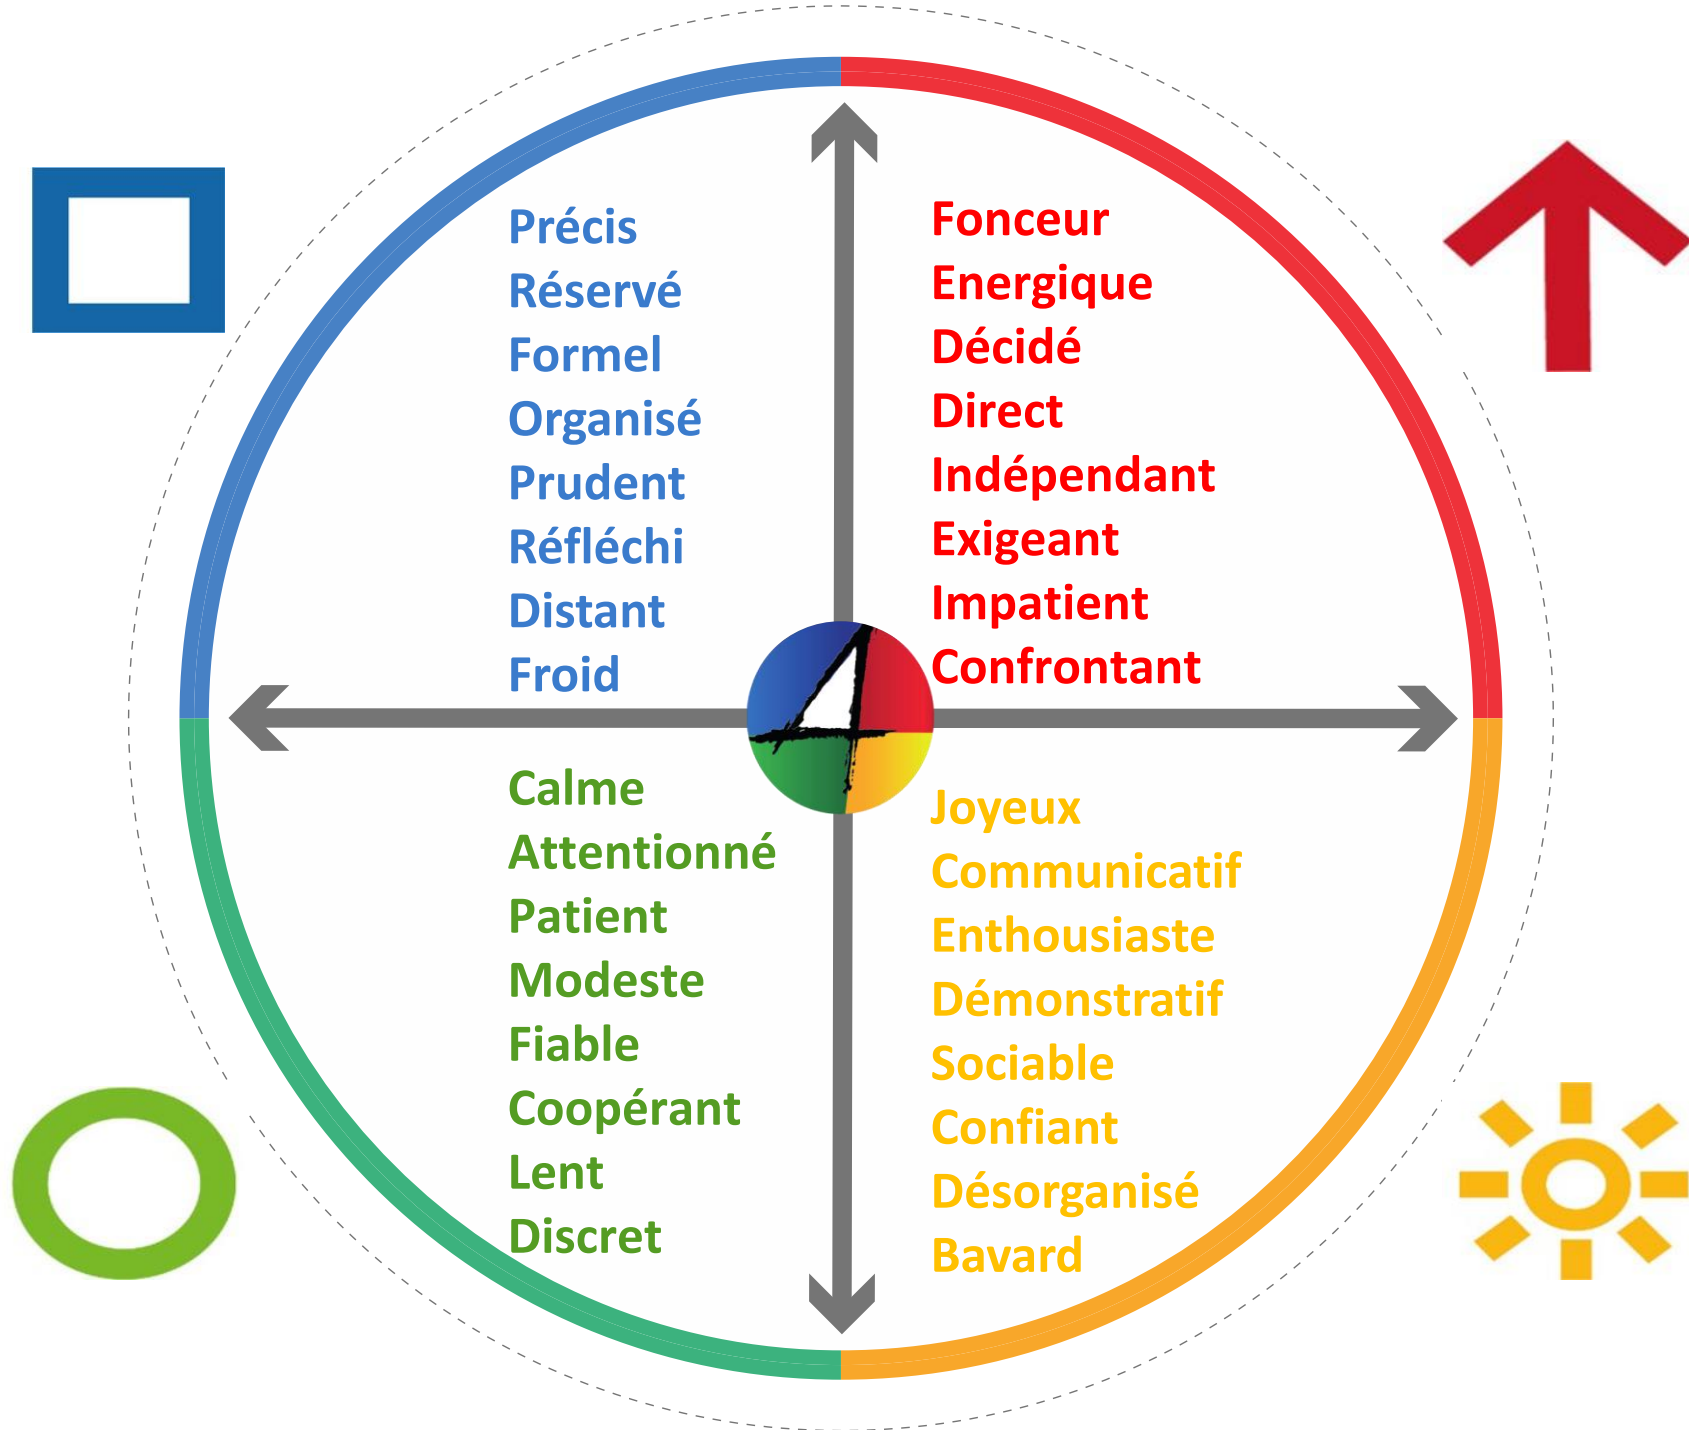 Précis
Réservé
Formel
Organisé
Prudent
Réfléchi
Distant
Froid
Fonceur
Energique
Décidé
Direct
Indépendant
Exigeant
Impatient
Confrontant
4
Calme
Attentionné
Patient
Modeste
Fiable
Coopérant
Lent
Discret
Joyeux
Communicatif
Enthousiaste
Démonstratif
Sociable
Confiant
Désorganisé
Bavard